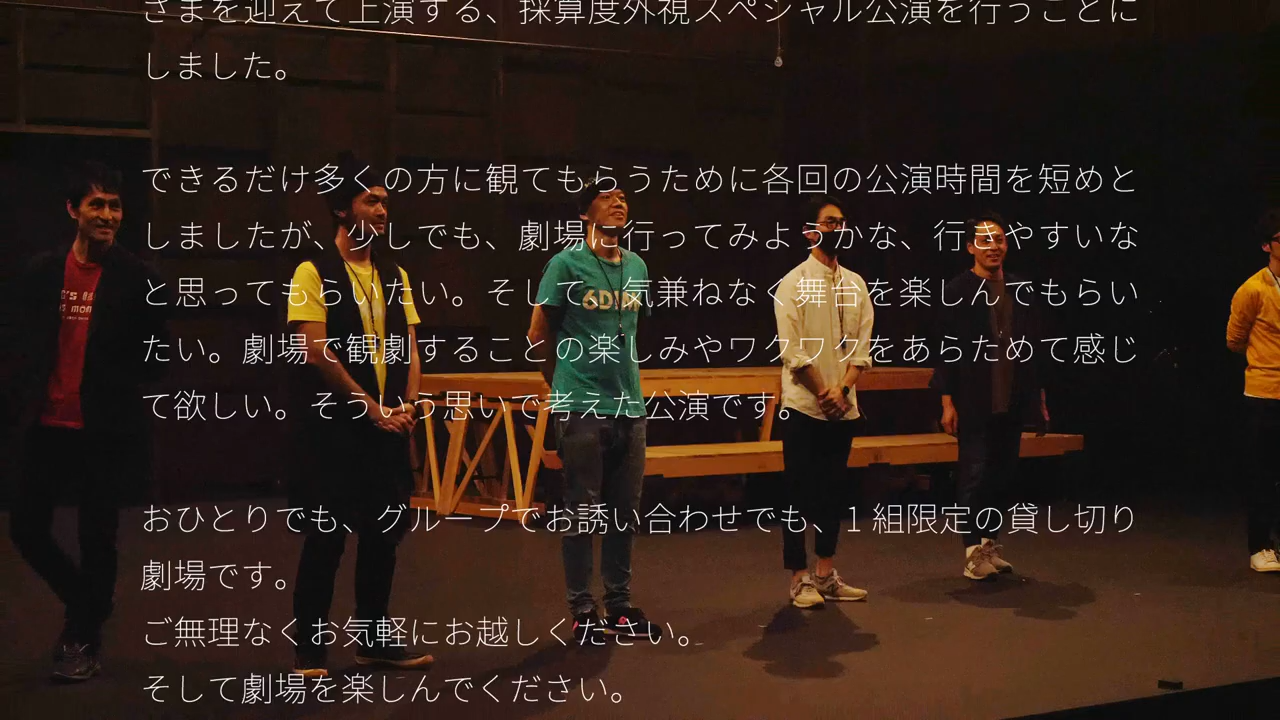 さまを迎えて上演する、採算度外視スペシャル公演を行うことに
しました。
できるだけ多くの方に観てもらうために各回の公演時間を短めと
しましたが、少しでも、劇場に行ってみようかな、行きやすいな
と思ってもらいたい。そして、気兼ねなく舞台を楽しんでもらい
たい。劇場で観劇することの楽しみやワクワクをあらためて感じ
て欲しい。そういう思いで考えた公演です。
おひとりでも、グループでお誘い合わせでも、1 組限定の貸し切り
劇場です。
ご無理なくお気軽にお越しください。
そして劇場を楽しんでください。